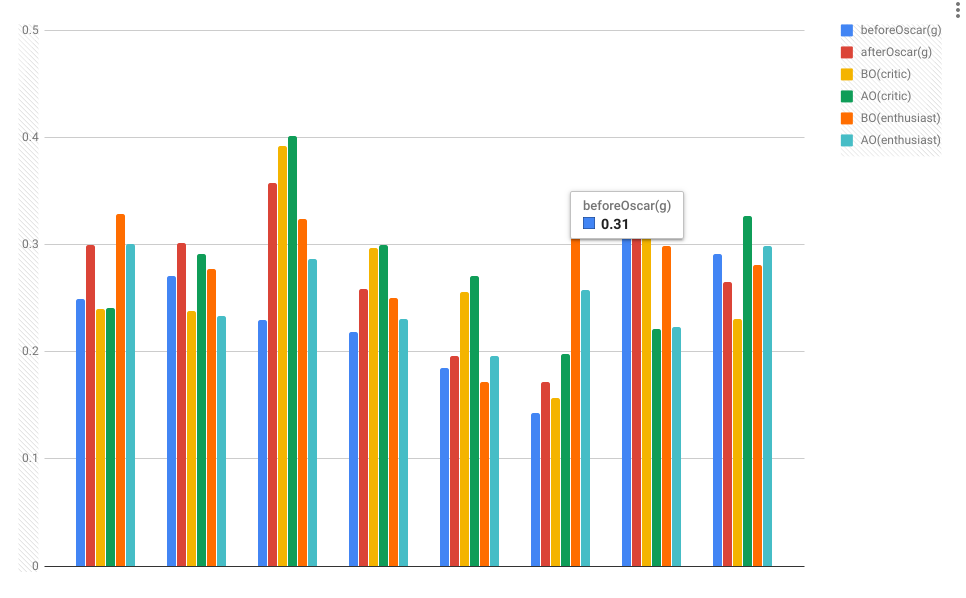 0.5
0.4
0.3
0.2
0.1
0
beforeOscar(g)
0.31
beforeOscar(g)
afterOscar(g)
BO(critic)
AO(critic)
BO(enthusiast)
AO(enthusiast)